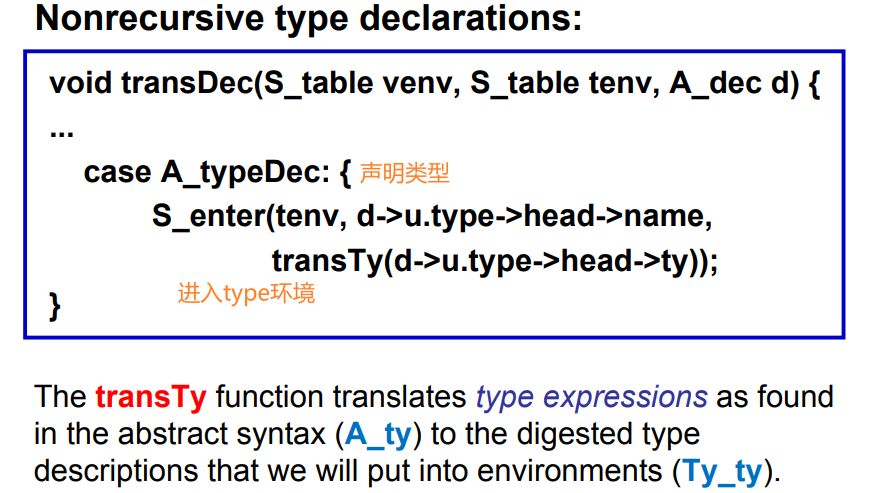 Nonrecursive type declarations:
void transDec(S_table venv, S_table tenv, A_dec d) {
...
case A_typeDec: { 声明类型
S_enter(tenv, d->u.type->head->name,
transTy(d->u.type->head->ty));
进入type环境
}
The transTy function translates type expressions as found
in the abstract syntax (A_ty) to the digested type
descriptions that we will put into environments (Ty_ty).